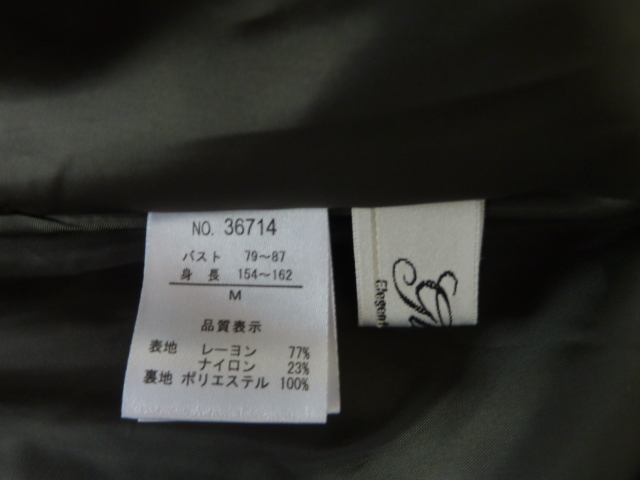 NO. 36714
バスト 79～87
身長 154～162
M
品質表示
表地 レーヨン 77%
ナイロン 23%
裏地 ポリエステル 100%